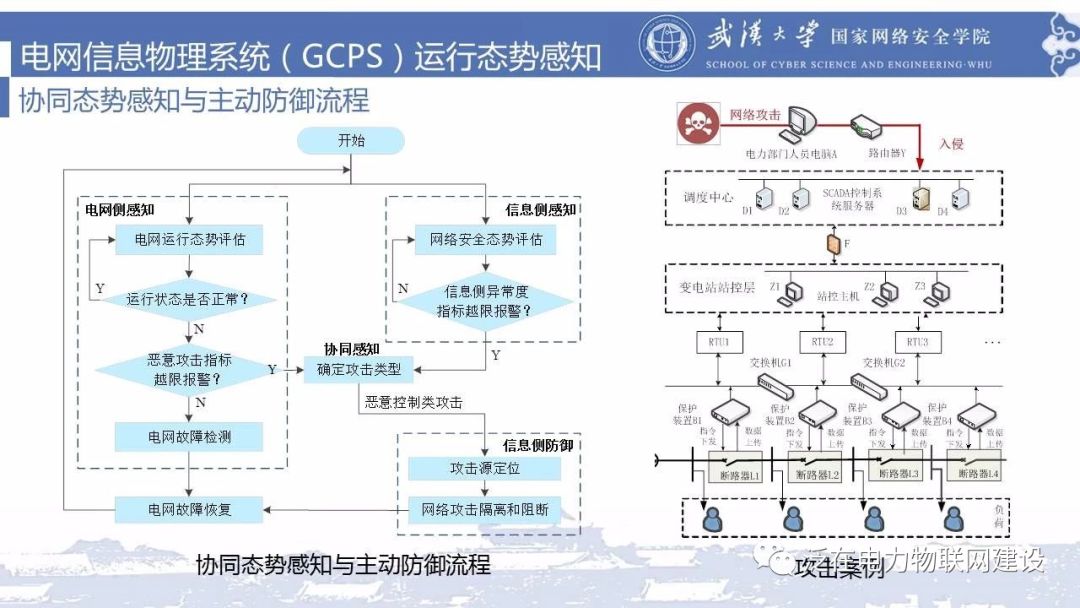 电网信息物理系统（GCPS）运行态势感知
武汉大学 国家网络安全学院
SCHOOL OF CYBER SCIENCE AND ENGINEERING·WHU
协同态势感知与主动防御流程
开始
电网侧感知
电网运行态势评估
Y
运行状态是否正常？
N
恶意攻击指标
越限报警？
Y
N
电网故障检测
电网故障恢复
信息侧感知
网络安全态势评估
N
信息侧异常度
指标越限报警？
Y
协同感知
确定攻击类型
恶意控制类攻击
信息侧防御
攻击源定位
网络攻击隔离和阻断
协同态势感知与主动防御流程
网络攻击
电力部门人员电脑A
路由器Y
入侵
调度中心
D1
D2
SCADA控制系
统服务器
D3
D4
F
变电站站控层
Z1
站控主机
Z2
Z3
RTU1
RTU2
RTU3
...
交换机G1
交换机G2
保护
装置B1
保护
装置B2
保护
装置B3
保护
装置B4
指令
下发
数据
上传
指令
下发
数据
上传
指令
下发
数据
上传
指令
下发
数据
上传
断路器L1
断路器L2
断路器L3
断路器L4
负
荷
攻击案例
泛在电力物联网建设